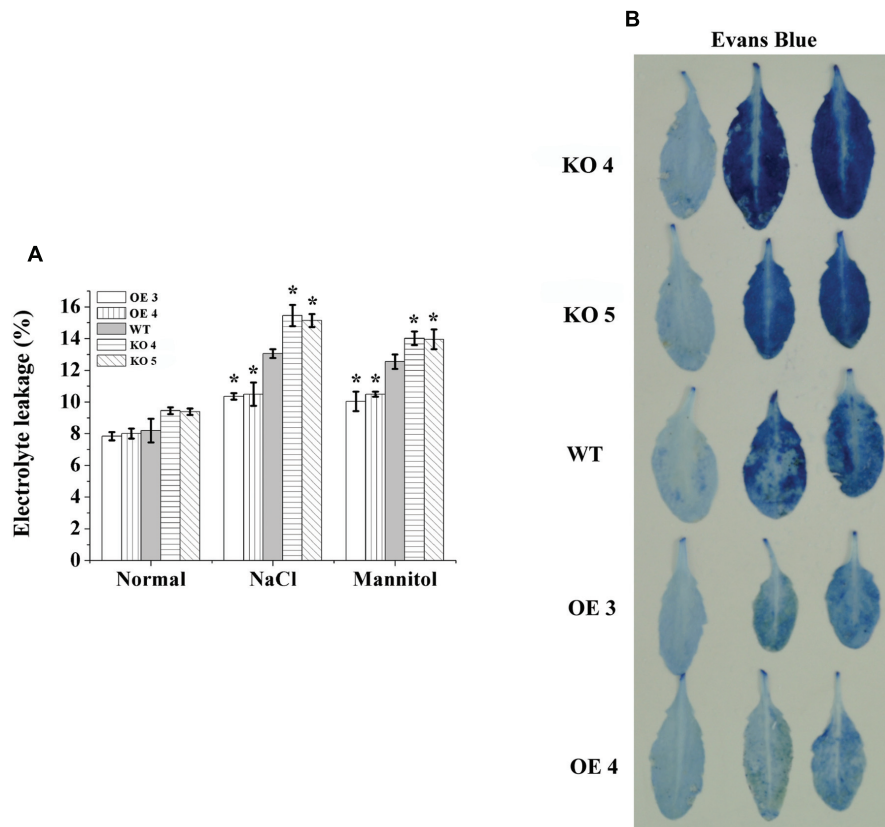 A
Electrolyte leakage (%)
16
14
12
10
8
6
4
2
0
OE 3
OE 4
WT
KO 4
KO 5
* * * *
* * * *
Normal NaCl Mannitol
B
Evans Blue
KO 4
KO 5
WT
OE 3
OE 4